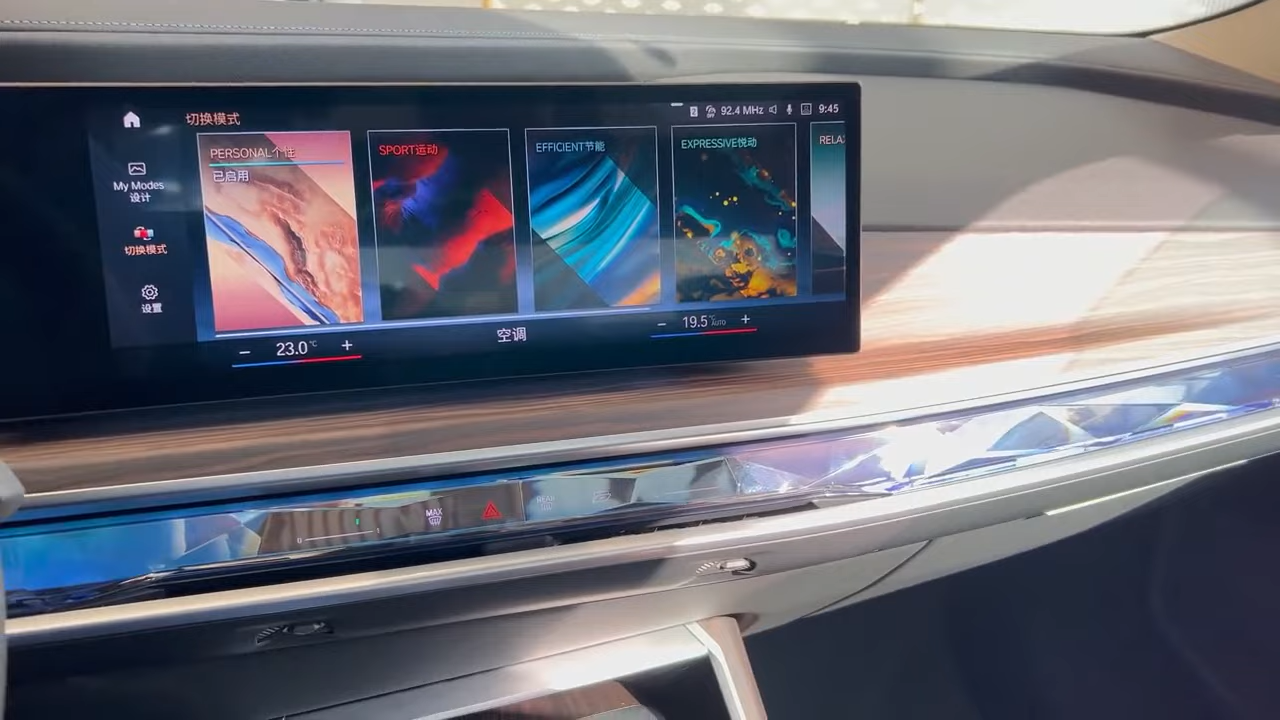 切换模式
92.4 MHz
9:45
My Modes
设计
切换模式
设置
PERSONAL个性
已启用
SPORT运动
EFFICIENT节能
EXPRESSIVE悦动
RELA
− 23.0°C +
空调
− 19.5°C AUTO +
MAX
REAR